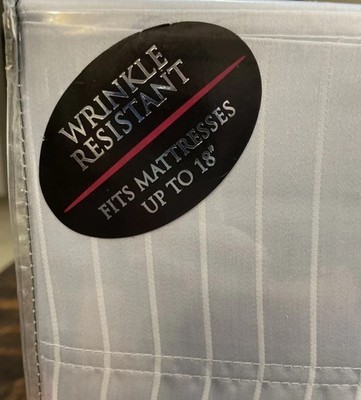 WRINKLE
RESISTANT
FITS MATTRESSES
UP TO 18"